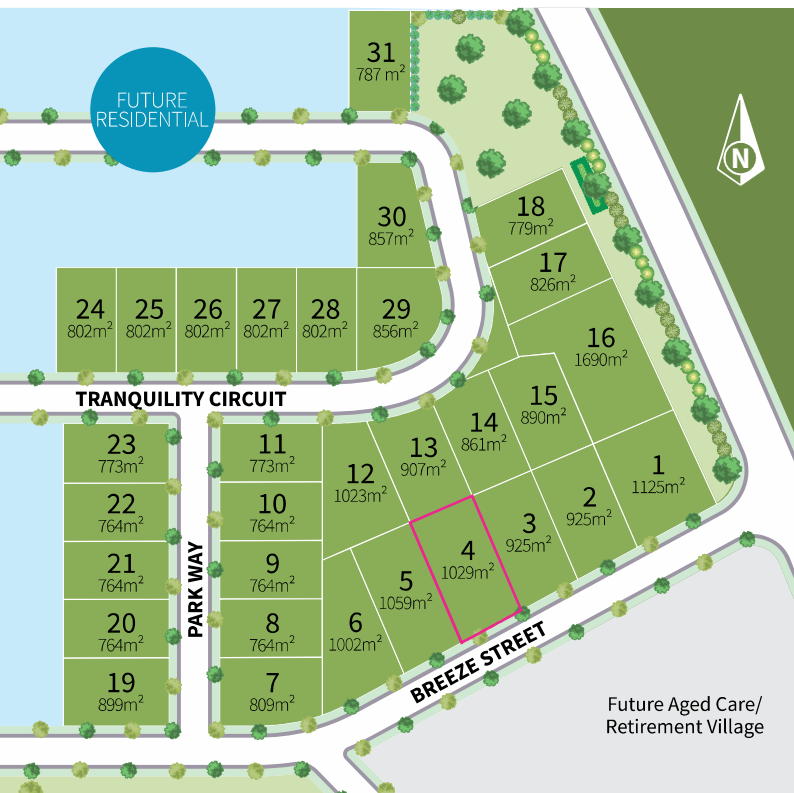 31
787 m²
FUTURE
RESIDENTIAL
N
18
779m²
30
857m²
17
826m²
24
802m²
25
802m²
26
802m²
27
802m²
28
802m²
29
856m²
16
1690m²
TRANQUILITY CIRCUIT
15
890m²
14
861m²
13
907m²
12
1023m²
23
773m²
11
773m²
1
1125m²
22
764m²
10
764m²
2
925m²
3
925m²
4
1029m²
21
764m²
PARK WAY
9
764m²
5
1059m²
20
764m²
8
764m²
6
1002m²
19
899m²
7
809m²
BREEZE STREET
Future Aged Care/
Retirement Village